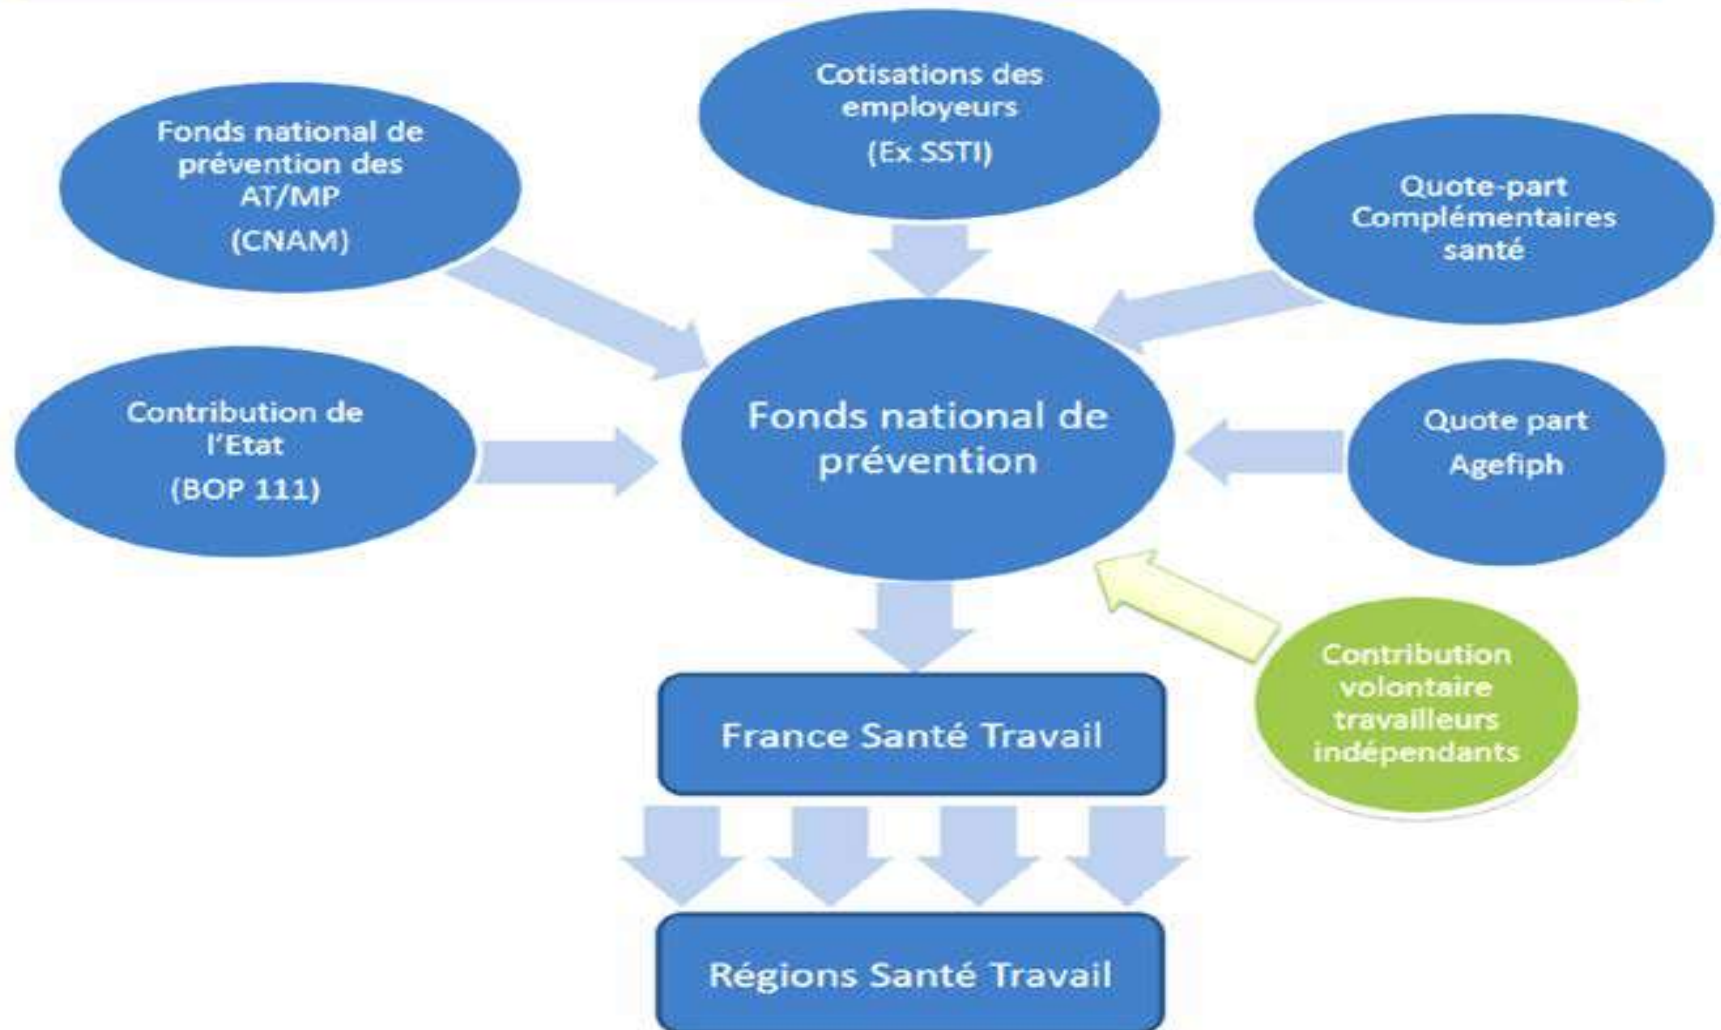 Cotisations des
employeurs
(Ex SSTI)
Fonds national de
prévention des
AT/MP
(CNAM)
Quote-part
Complémentaires
santé
Contribution de
l'Etat
(BOP 111)
Fonds national de
prévention
Quote part
Agefiph
Contribution
volontaire
travailleurs
indépendants
France Santé Travail
Régions Santé Travail